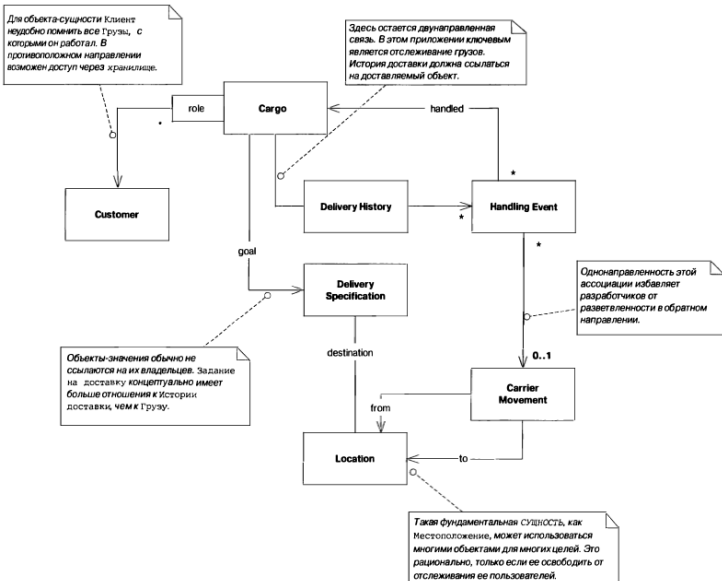 Для объекта-сущности Клиент
неудобно помнить все Грузы, с
которыми он работал. В
противоположном направлении
возможен доступ через хранилище.
Здесь остается двунаправленная
связь. В этом приложении ключевым
является отслеживание грузов.
История доставки должна ссылаться
на доставляемый объект.
role
Cargo
handled
*
*
Customer
Delivery History
*
Handling Event
*
goal
Delivery
Specification
Однонаправленность этой
ассоциации избавляет
разработчиков от
разветвленности в обратном
направлении.
Объекты-значения обычно не
ссылаются на их владельцев. Задание
на доставку концептуально имеет
больше отношения к Истории
доставки, чем к Грузу.
destination
0..1
Carrier
Movement
from
Location
to
Такая фундаментальная СУЩНОСТЬ, как
Местоположение, может использоваться
многими объектами для многих целей. Это
рационально, только если ее освободить от
отслеживания ее пользователей.